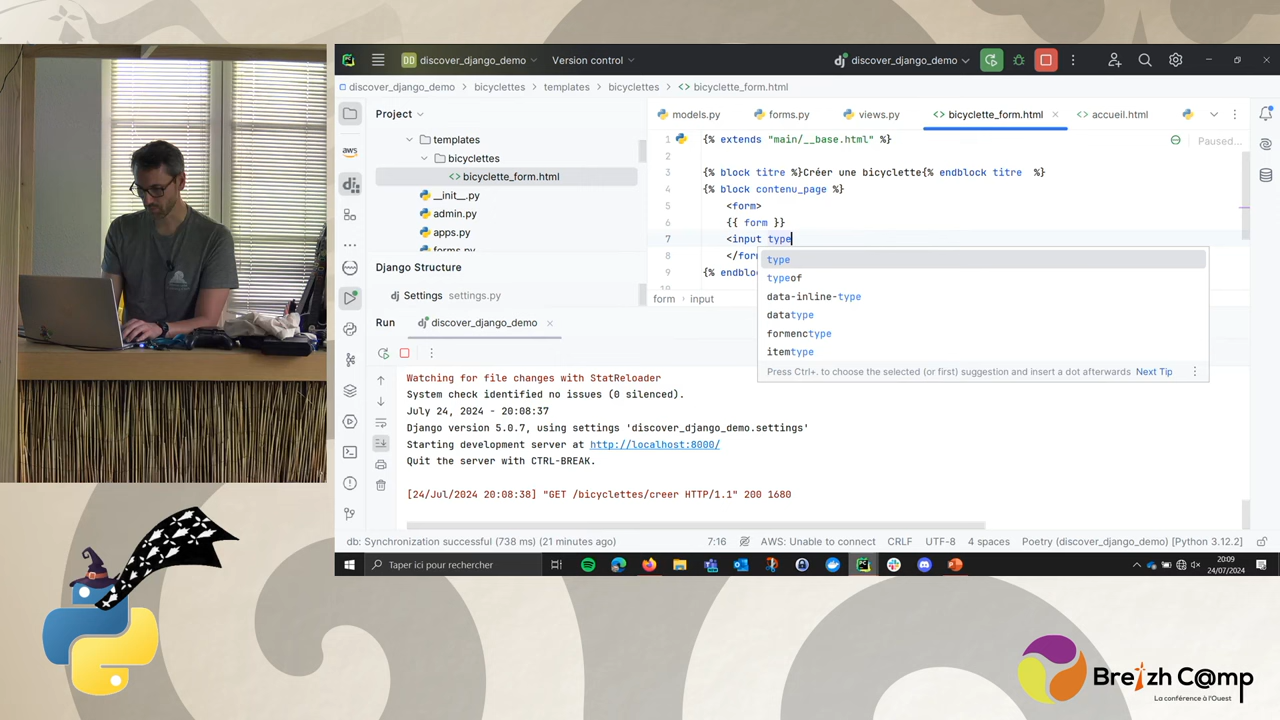 discover_django_demo
Version control
discover_django_demo
discover_django_demo
bicyclettes
templates
bicyclettes
bicyclette_form.html
Project
models.py
forms.py
views.py
bicyclette_form.html
accueil.html
templates
bicyclettes
bicyclette_form.html
__init__.py
admin.py
apps.py
forms.py
1
{% extends "main/__base.html" %}
Paused...
2
3
{% block titre %}Créer une bicyclette{% endblock titre %}
4
{% block contenu_page %}
5
<form>
6
{{ form }}
7
<input type
8
</for
9
{% endblo
type
typeof
data-inline-type
datatype
formenctype
itemtype
Press Ctrl+. to choose the selected (or first) suggestion and insert a dot afterwards
Next Tip
Django Structure
Settings settings.py
form
input
Run
discover_django_demo
Watching for file changes with StatReloader
System check identified no issues (0 silenced).
July 24, 2024 - 20:08:37
Django version 5.0.7, using settings 'discover_django_demo.settings'
Starting development server at http://localhost:8000/
Quit the server with CTRL-BREAK.
[24/Jul/2024 20:08:38] "GET /bicyclettes/creer HTTP/1.1" 200 1680
db: Synchronization successful (738 ms) (21 minutes ago)
7:16
AWS: Unable to connect
CRLF
UTF-8
4 spaces
Poetry (discover_django_demo) [Python 3.12.2]
Taper ici pour rechercher
20:09
24/07/2024
Breizh C@mp
La conférence à l'Ouest